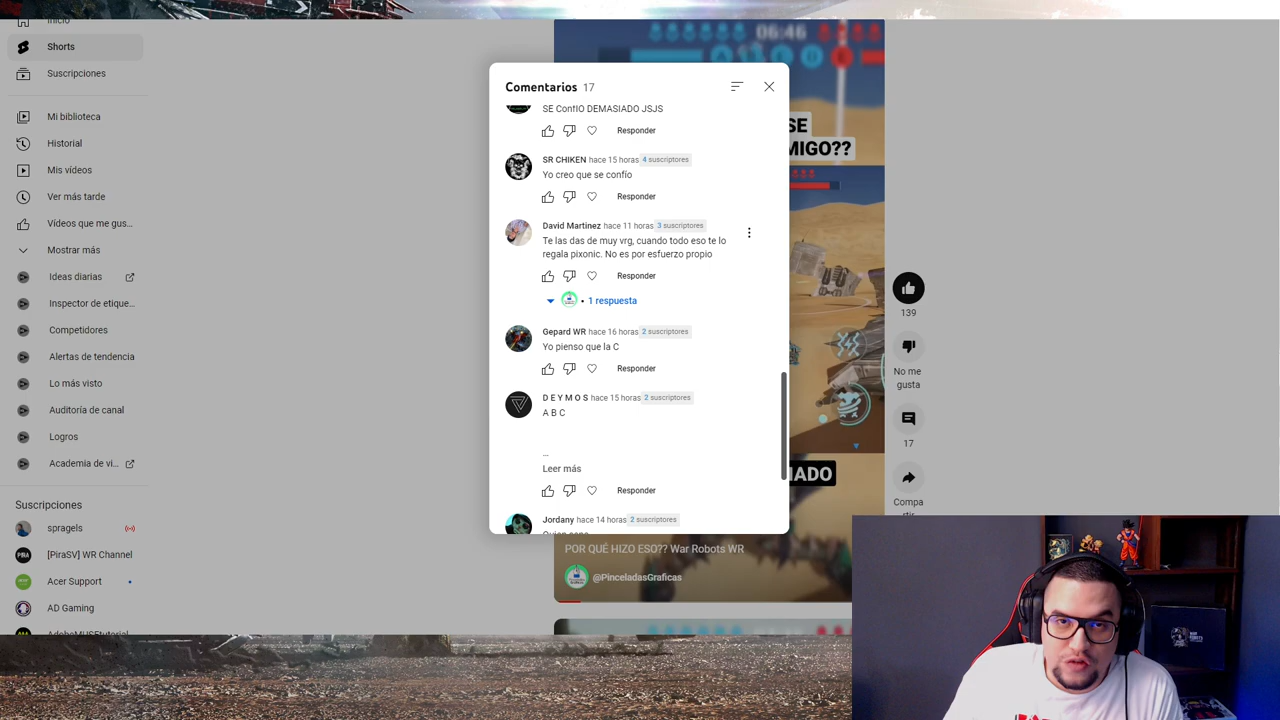 Inicio
Shorts
Suscripciones
Mi biblioteca
Historial
Mis vídeos
Ver más tarde
Vídeos que me gus...
Mostrar más
Ideas diarias
Inspector de etique...
Competidores
Alertas de tendencia
Lo más visto
Auditoría de canal
Logros
Academia de vi...
Suscripciones
spragels
[PiraSV] WR Channel
Acer Support
AD Gaming
AdobeMUSEtutorial
06:46
SE
MIGO??
Comentarios 17
SE ConfIO DEMASIADO JSJS
Responder
SR CHIKEN hace 15 horas 4 suscriptores
Yo creo que se confío
Responder
David Martinez hace 11 horas 3 suscriptores
Te las das de muy vrg, cuando todo eso te lo
regala pixonic. No es por esfuerzo propio
Responder
• 1 respuesta
Gepard WR hace 16 horas 2 suscriptores
Yo pienso que la C
Responder
D E Y M O S hace 15 horas 2 suscriptores
A B C
...
Leer más
Responder
Jordany hace 14 horas 2 suscriptores
IADO
POR QUÉ HIZO ESO?? War Robots WR
@PinceladasGraficas
139
No me
gusta
17
Compa
rtir